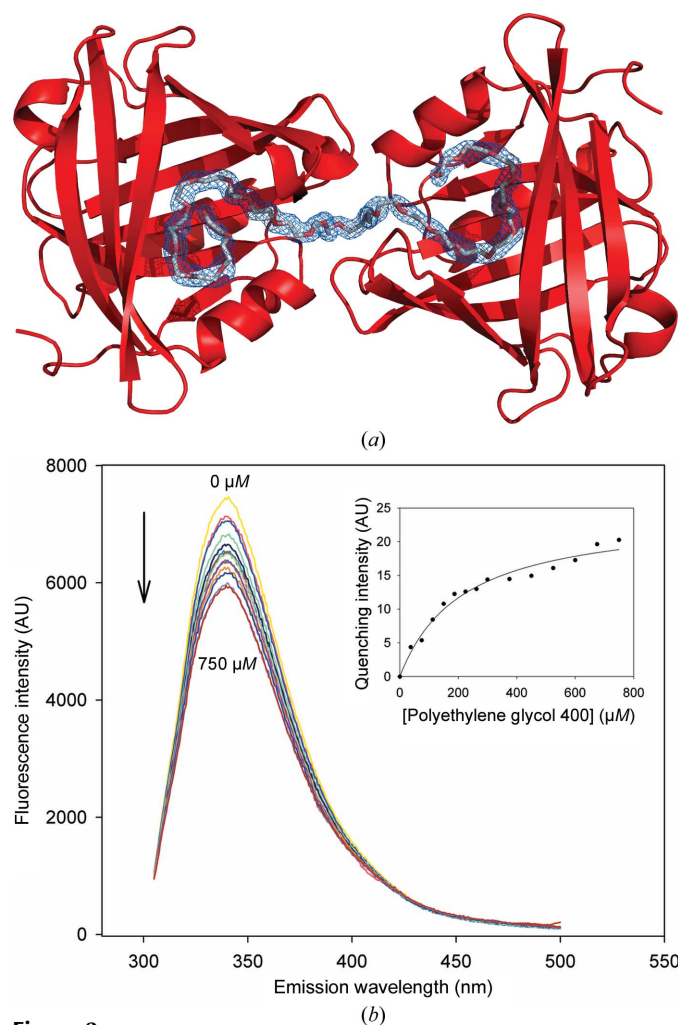 (a)
8000
6000
4000
2000
0
Fluorescence intensity (AU)
0 µM
750 µM
25
20
15
10
5
0
Quenching intensity (AU)
0 200 400 600 800
[Polyethylene glycol 400] (µM)
300 350 400 450 500 550
Emission wavelength (nm)
(b)